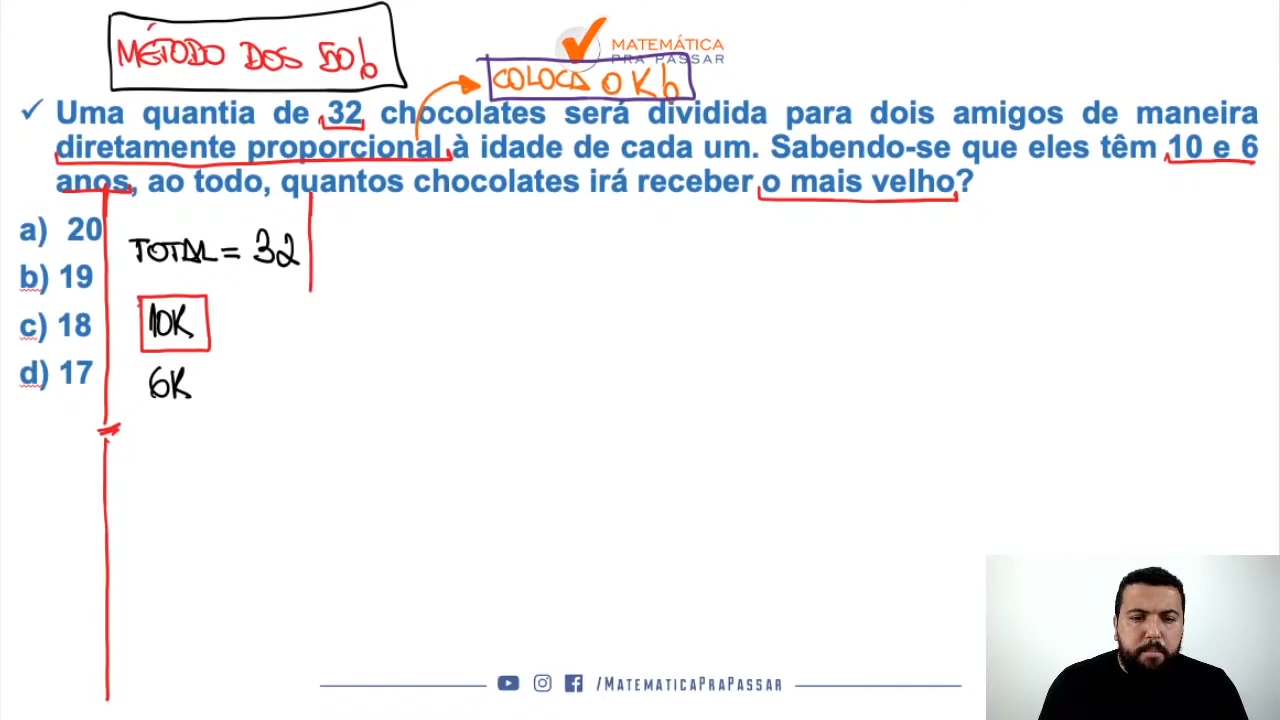 MÉTODO DOS 50%
MATEMÁTICA
PRA PASSAR
COLOCA O K
✓ Uma quantia de 32 chocolates será dividida para dois amigos de maneira
diretamente proporcional à idade de cada um. Sabendo-se que eles têm 10 e 6
anos, ao todo, quantos chocolates irá receber o mais velho?
a) 20
b) 19
c) 18
d) 17
TOTAL = 32
10K
6K
/MATEMATICAPRAPASSAR